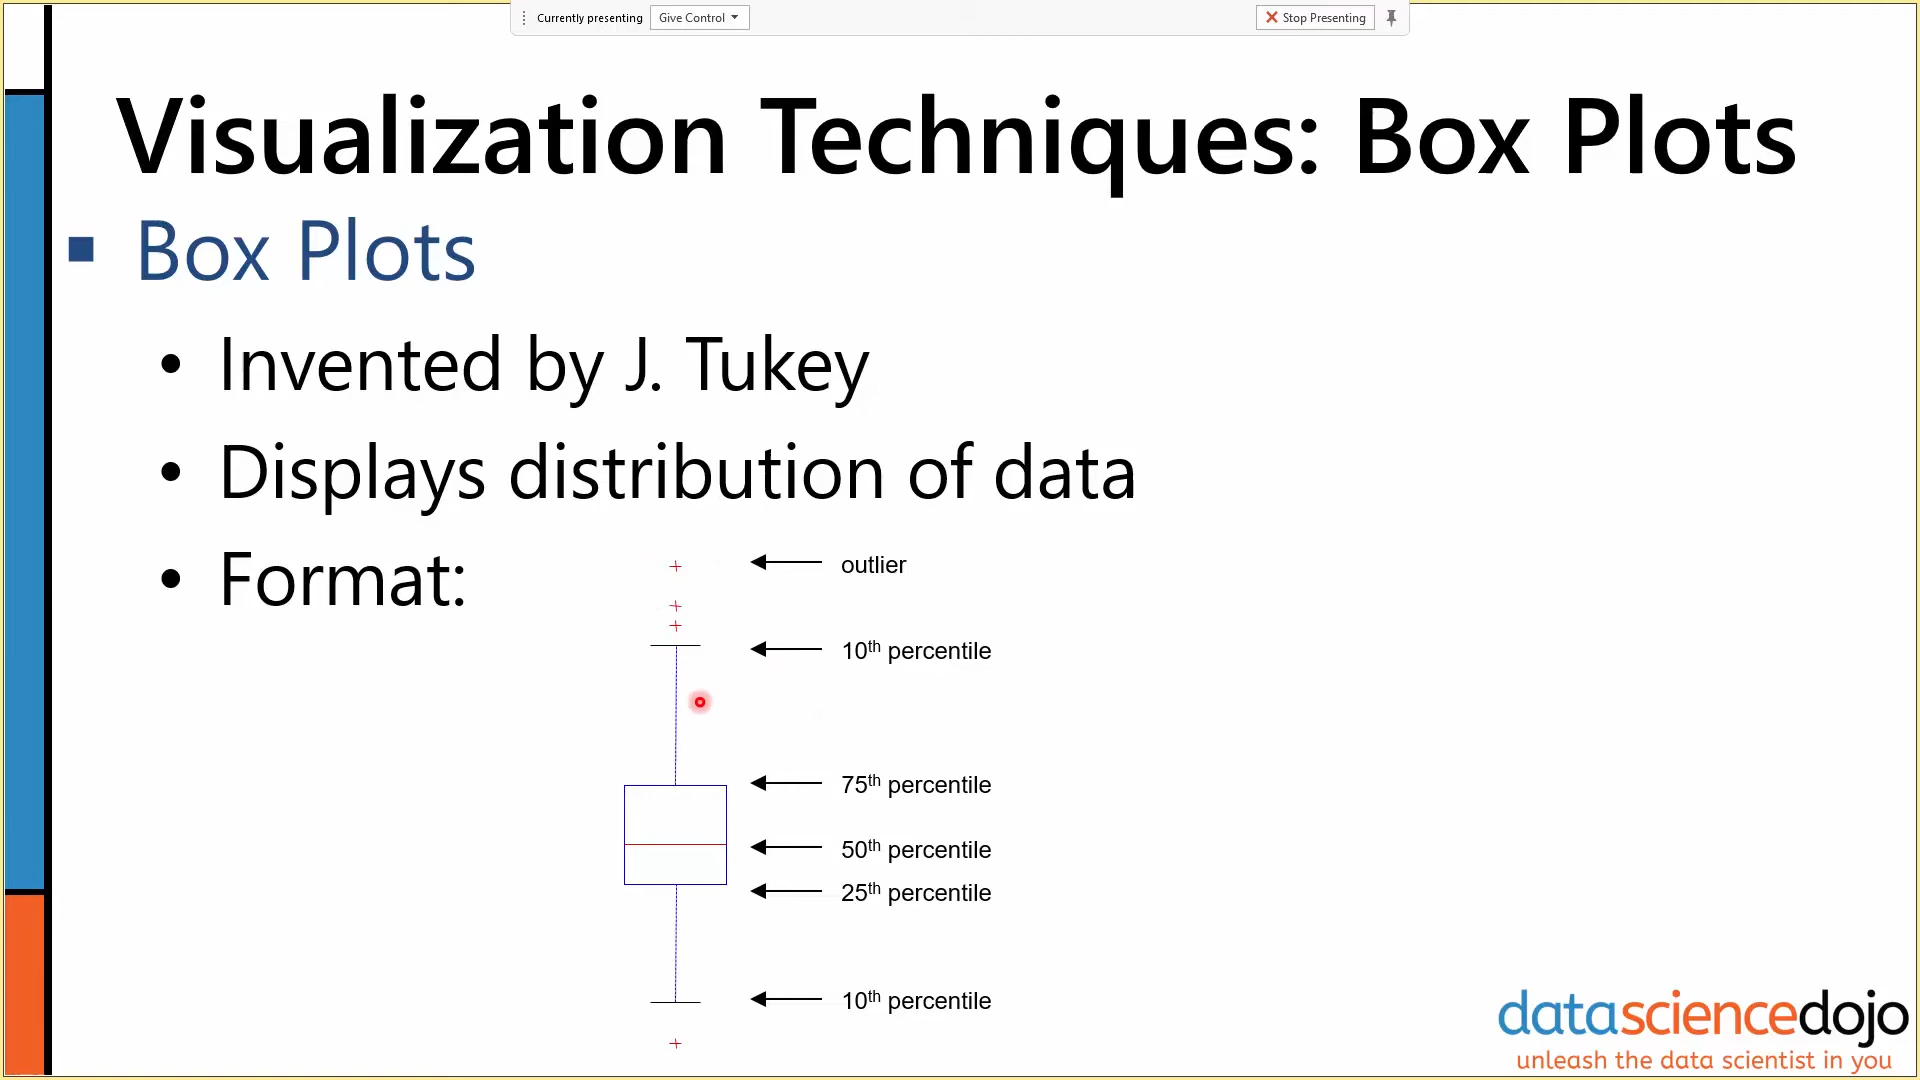 Currently presenting Give Control Stop Presenting
Visualization Techniques: Box Plots
Box Plots
• Invented by J. Tukey
• Displays distribution of data
• Format:
outlier
10th percentile
75th percentile
50th percentile
25th percentile
10th percentile
datasciencedojo
unleash the data scientist in you